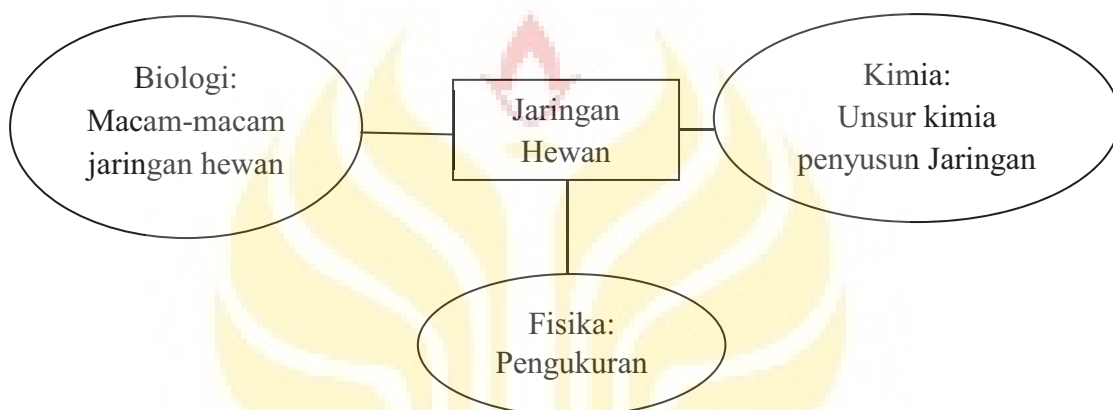 Biologi:
Macam-macam
jaringan hewan
Jaringan
Hewan
Kimia:
Unsur kimia
penyusun Jaringan
Fisika:
Pengukuran